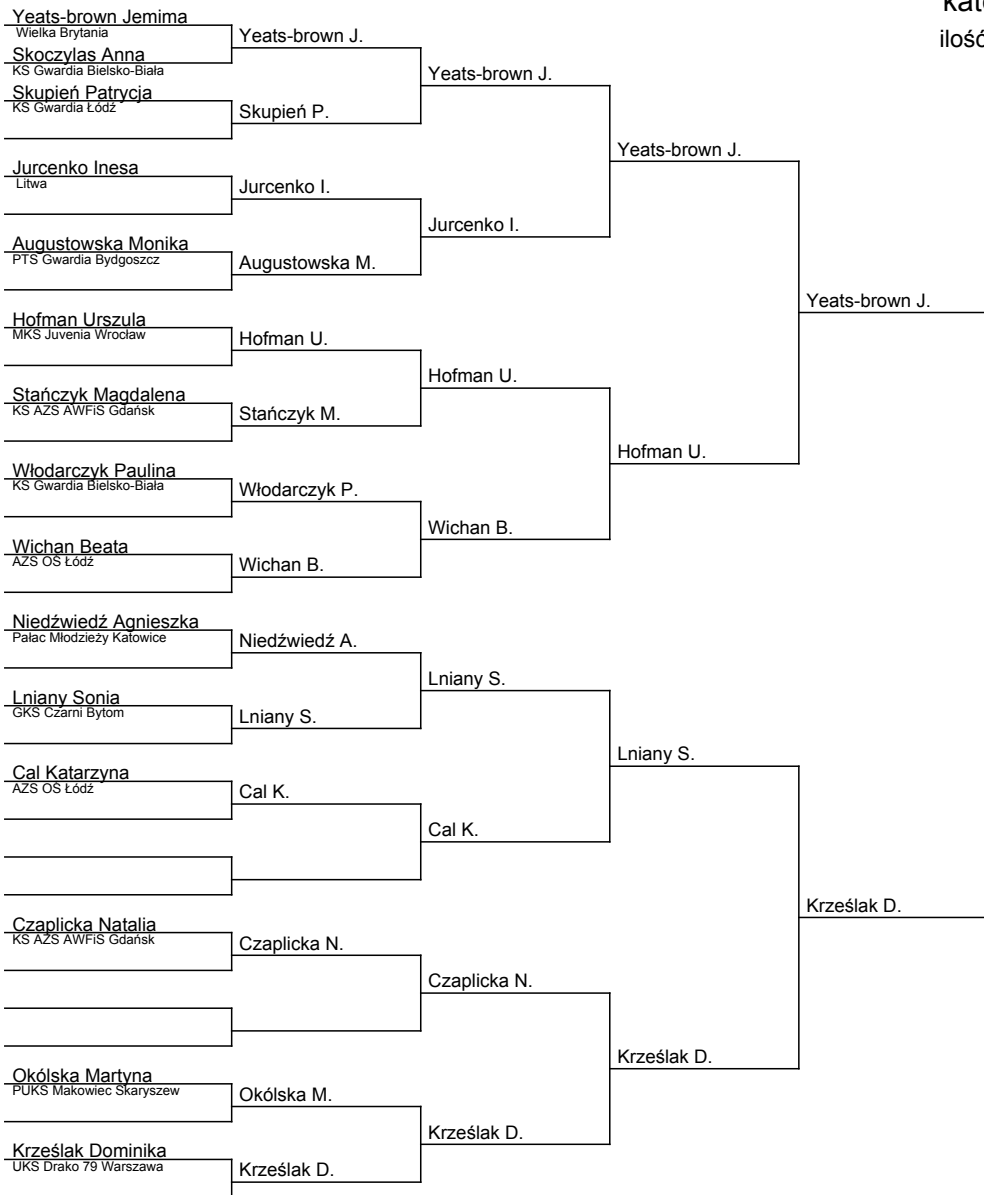 kat
ilość
Yeats-brown Jemima
Wielka Brytania
Yeats-brown J.
Skoczylas Anna
KS Gwardia Bielsko-Biała
Yeats-brown J.
Skupień Patrycja
KS Gwardia Łódź
Skupień P.
Yeats-brown J.
Jurcenko Inesa
Litwa
Jurcenko I.
Jurcenko I.
Augustowska Monika
PTS Gwardia Bydgoszcz
Augustowska M.
Yeats-brown J.
Hofman Urszula
MKS Juvenia Wrocław
Hofman U.
Hofman U.
Stańczyk Magdalena
KS AZS AWFiS Gdańsk
Stańczyk M.
Hofman U.
Włodarczyk Paulina
KS Gwardia Bielsko-Biała
Włodarczyk P.
Wichan B.
Wichan Beata
AZS OŚ Łódź
Wichan B.
Niedźwiedź Agnieszka
Pałac Młodzieży Katowice
Niedźwiedź A.
Lniany S.
Lniany Sonia
GKS Czarni Bytom
Lniany S.
Lniany S.
Cal Katarzyna
AZS OŚ Łódź
Cal K.
Cal K.
Krześlak D.
Czaplicka Natalia
KS AZS AWFiS Gdańsk
Czaplicka N.
Czaplicka N.
Krześlak D.
Okólska Martyna
PUKS Makowiec Skaryszew
Okólska M.
Krześlak D.
Krześlak Dominika
UKS Drako 79 Warszawa
Krześlak D.